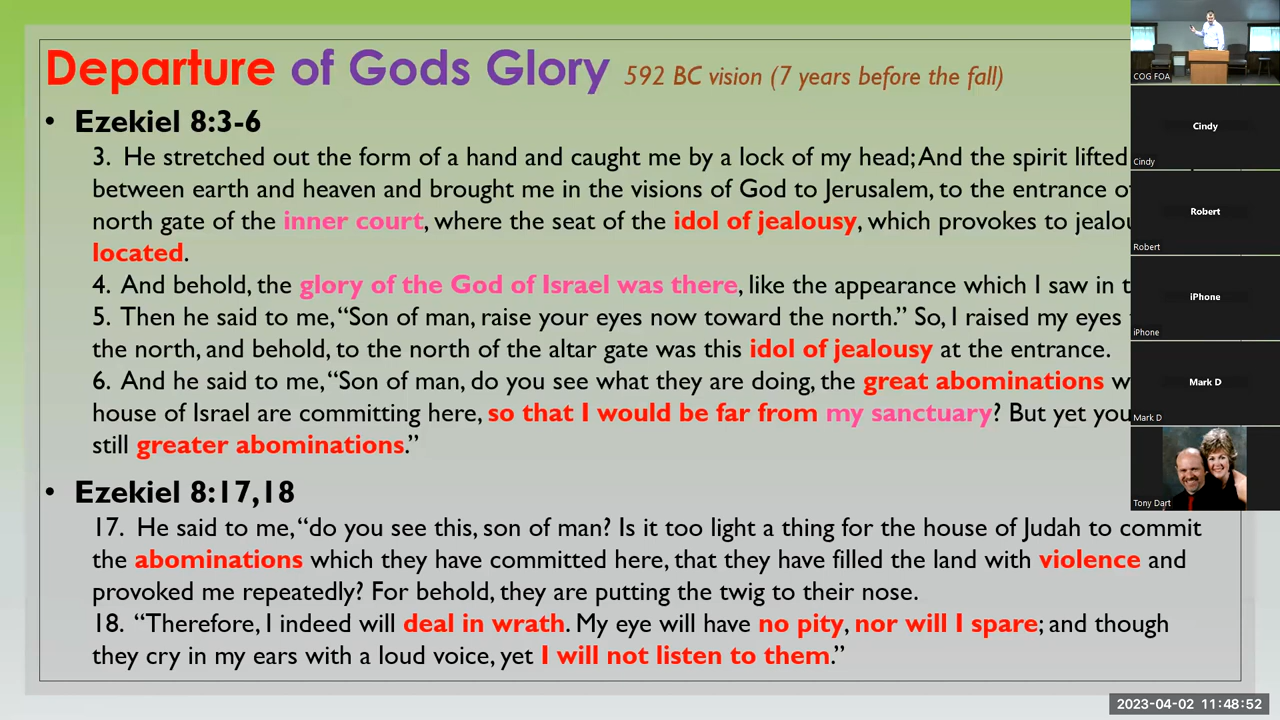 Departure of Gods Glory 592 BC vision (7 years before the fall)
• Ezekiel 8:3-6
3. He stretched out the form of a hand and caught me by a lock of my head; And the spirit lifted
between earth and heaven and brought me in the visions of God to Jerusalem, to the entrance
north gate of the inner court, where the seat of the idol of jealousy, which provokes to
located.
4. And behold, the glory of the God of Israel was there, like the appearance which I saw in
5. Then he said to me, “Son of man, raise your eyes now toward the north.” So, I raised my eyes
the north, and behold, to the north of the altar gate was this idol of jealousy at the entrance.
6. And he said to me, “Son of man, do you see what they are doing, the great abominations
house of Israel are committing here, so that I would be far from my sanctuary? But yet you
still greater abominations.”
• Ezekiel 8:17,18
17. He said to me, “do you see this, son of man? Is it too light a thing for the house of Judah to commit
the abominations which they have committed here, that they have filled the land with violence and
provoked me repeatedly? For behold, they are putting the twig to their nose.
18. “Therefore, I indeed will deal in wrath. My eye will have no pity, nor will I spare; and though
they cry in my ears with a loud voice, yet I will not listen to them.”
COG FOA
Cindy
Cindy
Robert
Robert
iPhone
iPhone
Mark D
Mark D
Tony Dart
2023-04-02 11:48:52